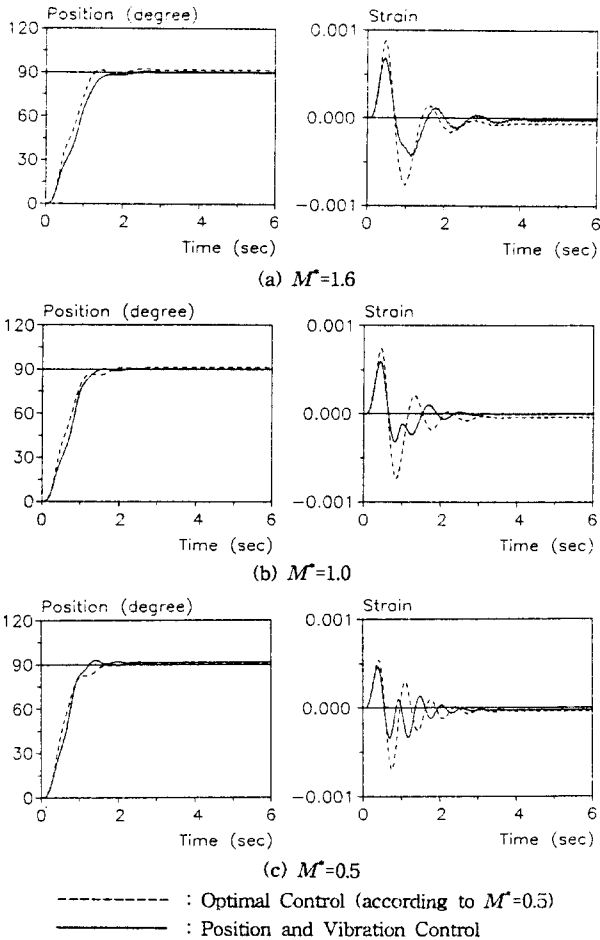 Position (degree)
120
90
60
30
0
0 2 4 6
Time (sec)
Strain
0.001
0.000
-0.001
0 2 4 6
Time (sec)
(a) M*=1.6
Position (degree)
120
90
60
30
0
0 2 4 6
Time (sec)
Strain
0.001
0.000
-0.001
0 2 4 6
Time (sec)
(b) M*=1.0
Position (degree)
120
90
60
30
0
0 2 4 6
Time (sec)
Strain
0.001
0.000
-0.001
0 2 4 6
Time (sec)
(c) M*=0.5
: Optimal Control (according to M*=0.5)
: Position and Vibration Control